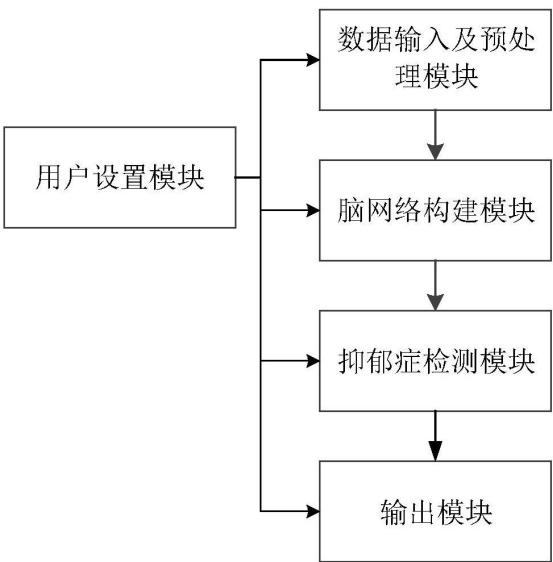 数据输入及预处
理模块
用户设置模块
脑网络构建模块
抑郁症检测模块
输出模块